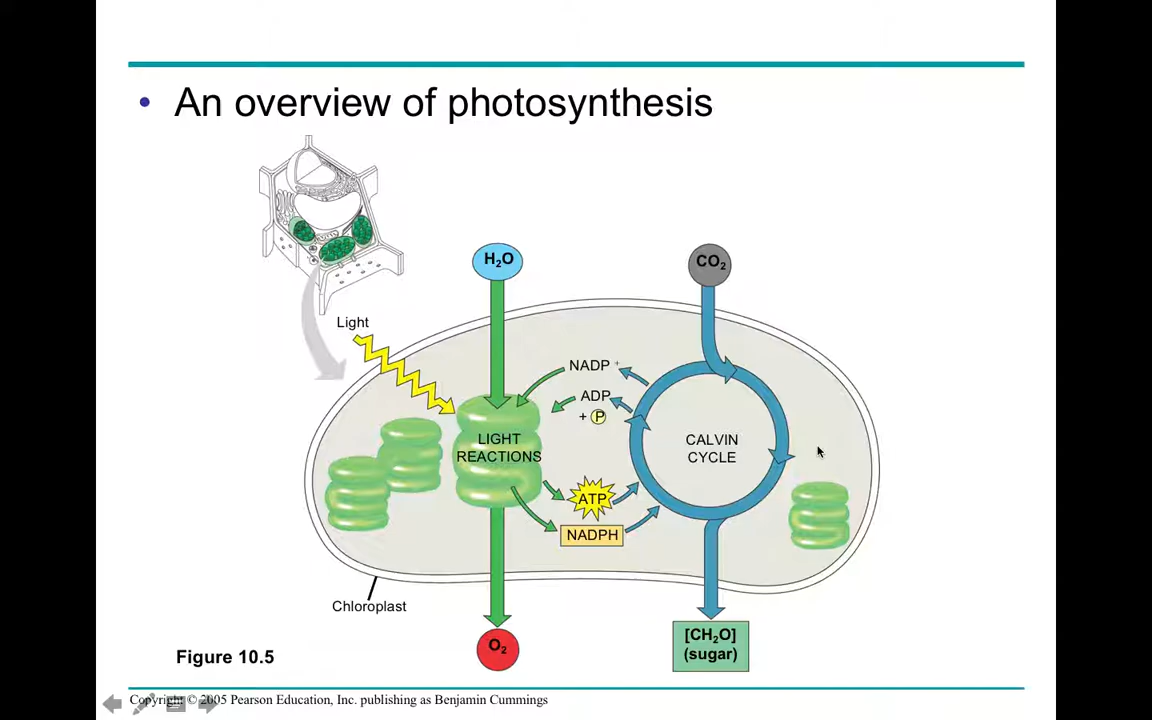 • An overview of photosynthesis
H₂O
CO₂
Light
NADP +
ADP
+ P
LIGHT
REACTIONS
CALVIN
CYCLE
ATP
NADPH
Chloroplast
O₂
[CH₂O]
(sugar)
Figure 10.5
Copyright © 2005 Pearson Education, Inc. publishing as Benjamin Cummings